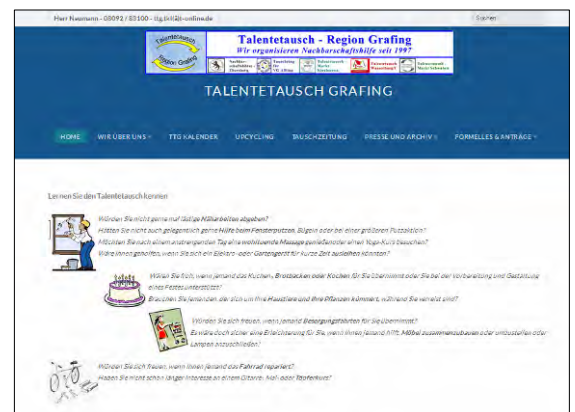 Herr Naumann - 08092 / 83100 - ttg.lk@kit-online.de
Suchen
Talentetausch - Region Grafing
Wir organisieren Nachbarschaftshilfe seit 1997
Talentetausch
Region Grafing
TALENTETAUSCH GRAFING
HOME WIR ÜBER UNS TTG KALENDER UPCYCLING TAUSCHZEITUNG PRESSE UND ARCHIV FORMELLES & ANTRÄGE
Lernen Sie den Talentetausch kennen
Würden Sie nicht gerne mal lästige Näharbeiten abgeben?
Hätten Sie nicht auch gelegentlich gerne Hilfe beim Fensterputzen, Bügeln oder bei einer größeren Putzaktion?
Möchten Sie nach einem anstrengenden Tag eine wohltuende Massage genießen oder einen Yoga-Kurs besuchen?
Wäre Ihnen geholfen, wenn Sie sich ein Elektro- oder Gartengerät für kurze Zeit ausleihen könnten?
Wären Sie froh, wenn jemand das Kuchen-, Brotbacken oder Kochen für Sie übernimmt oder Sie bei der Vorbereitung und Gestaltung
eines Festes unterstützt?
Brauchen Sie jemanden, der sich um Ihre Haustiere und Ihre Pflanzen kümmert, während Sie verreist sind?
Würden Sie sich freuen, wenn jemand Besorgungsfahrten für Sie übernimmt?
Es wäre doch sicher eine Erleichterung für Sie, wenn Ihnen jemand hilft, Möbel zusammenzubauen oder umzustellen oder
Lampen anzuschließen?
Würden Sie sich freuen, wenn Ihnen jemand das Fahrrad repariert?
Haben Sie nicht schon länger Interesse an einem Gitarre-, Mal- oder Töpferkurs?